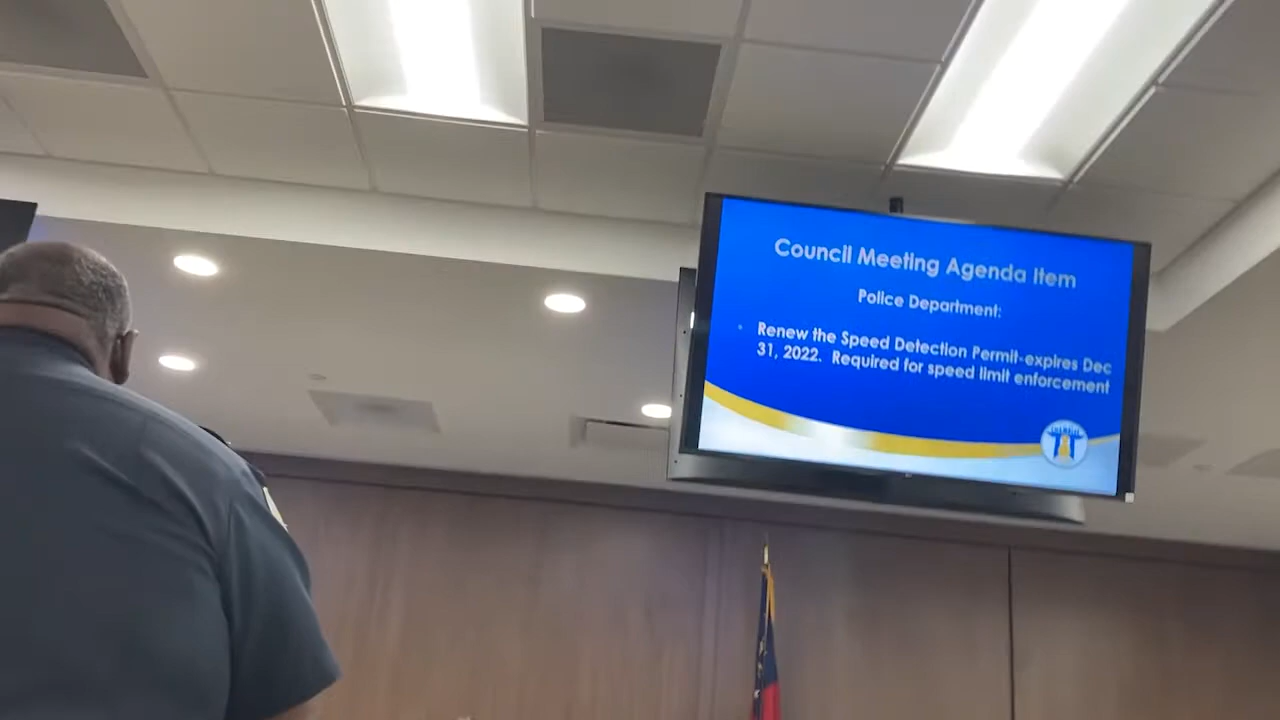 Council Meeting Agenda Item
Police Department:
• Renew the Speed Detection Permit-expires Dec
31, 2022. Required for speed limit enforcement